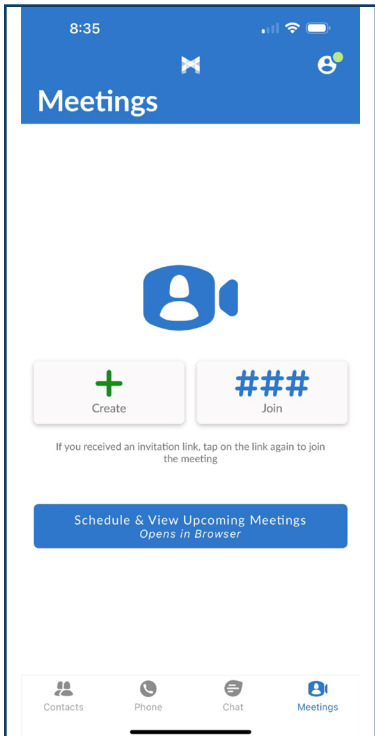 8:35
Meetings
###
Create
Join
If you received an invitation link, tap on the link again to join
the meeting
Schedule & View Upcoming Meetings
Opens in Browser
Contacts
Phone
Chat
Meetings